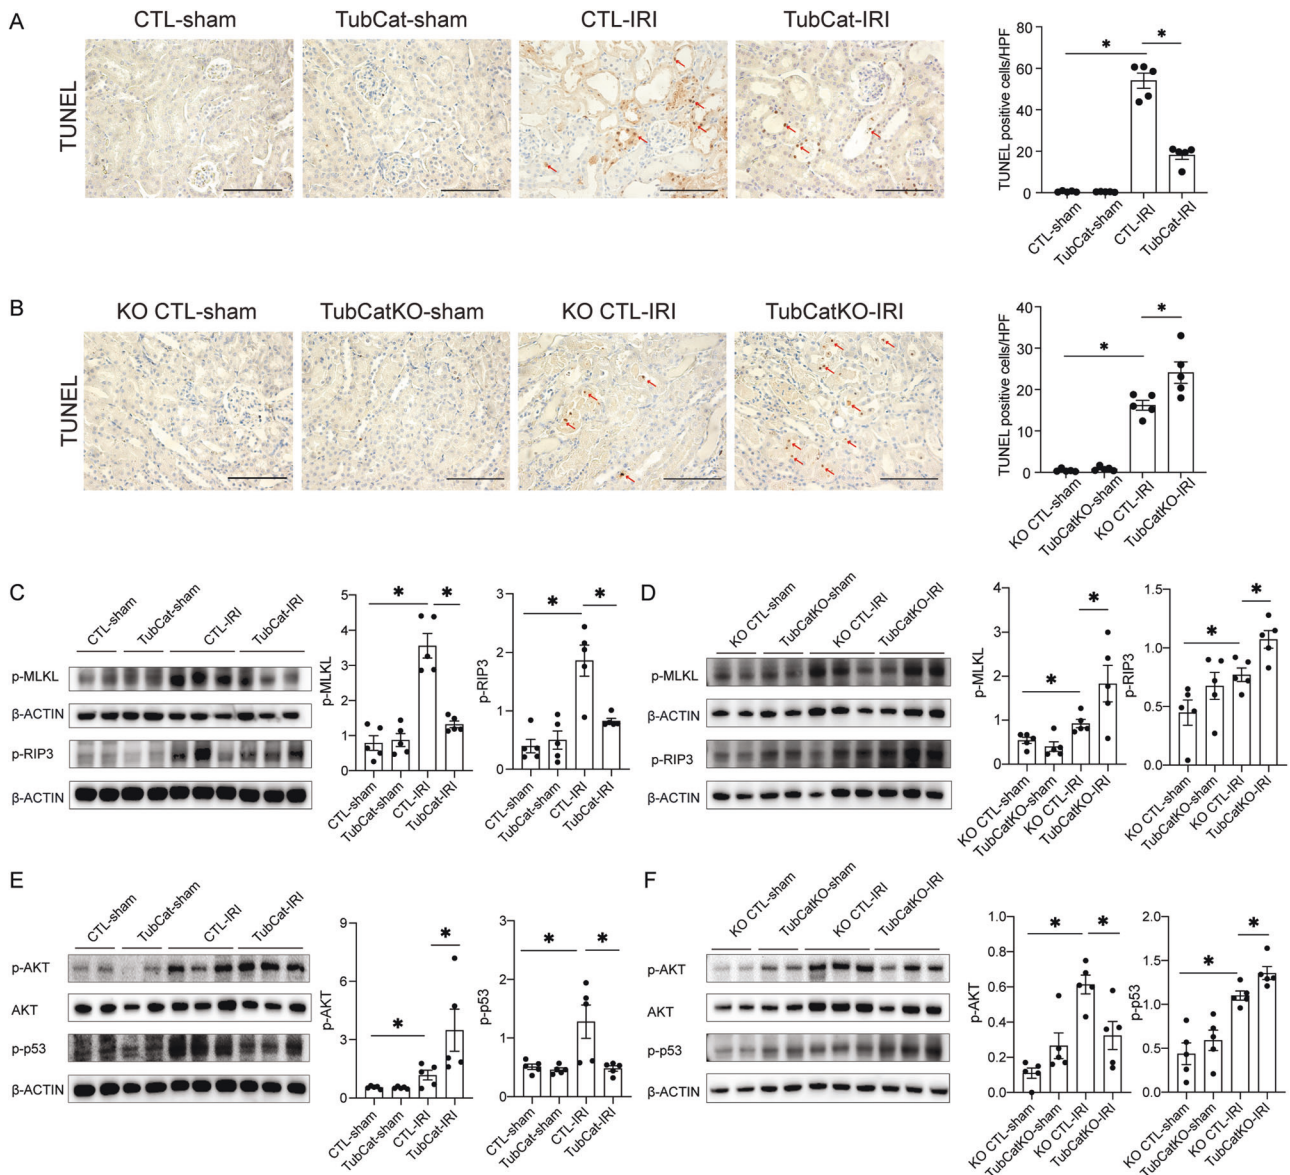 A
CTL-sham TubCat-sham CTL-IRI TubCat-IRI
TUNEL
TUNEL positive cells/HPF
80
60
40
20
0
*
*
CTL-sham
TubCat-sham
CTL-IRI
TubCat-IRI
B
KO CTL-sham TubCatKO-sham KO CTL-IRI TubCatKO-IRI
TUNEL
TUNEL positive cells/HPF
40
30
20
10
0
*
*
KO CTL-sham
TubCatKO-sham
KO CTL-IRI
TubCatKO-IRI
C
CTL-sham
TubCat-sham
CTL-IRI
TubCat-IRI
p-MLKL
β-ACTIN
p-RIP3
β-ACTIN
p-MLKL
5
4
3
2
1
0
*
*
CTL-sham
TubCat-sham
CTL-IRI
TubCat-IRI
p-RIP3
3
2
1
0
*
*
CTL-sham
TubCat-sham
CTL-IRI
TubCat-IRI
D
KO CTL-sham
TubCatKO-sham
KO CTL-IRI
TubCatKO-IRI
p-MLKL
β-ACTIN
p-RIP3
β-ACTIN
p-MLKL
4
3
2
1
0
*
*
KO CTL-sham
TubCatKO-sham
KO CTL-IRI
TubCatKO-IRI
p-RIP3
1.5
1.0
0.5
0.0
*
*
KO CTL-sham
TubCatKO-sham
KO CTL-IRI
TubCatKO-IRI
E
CTL-sham
TubCat-sham
CTL-IRI
TubCat-IRI
p-AKT
AKT
p-p53
β-ACTIN
p-AKT
9
6
3
0
*
*
CTL-sham
TubCat-sham
CTL-IRI
TubCat-IRI
p-p53
3
2
1
0
*
*
CTL-sham
TubCat-sham
CTL-IRI
TubCat-IRI
F
KO CTL-sham
TubCatKO-sham
KO CTL-IRI
TubCatKO-IRI
p-AKT
AKT
p-p53
β-ACTIN
p-AKT
1.0
0.8
0.6
0.4
0.2
0.0
*
*
KO CTL-sham
TubCatKO-sham
KO CTL-IRI
TubCatKO-IRI
p-p53
2.0
1.5
1.0
0.5
0.0
*
*
KO CTL-sham
TubCatKO-sham
KO CTL-IRI
TubCatKO-IRI